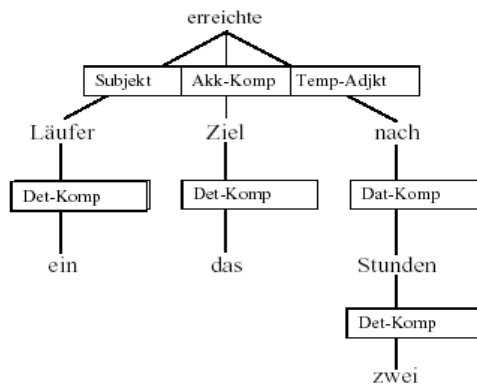 erreichte
Subjekt Akk-Komp Temp-Adjkt
Läufer Ziel nach
Det-Komp Det-Komp Dat-Komp
ein das Stunden
Det-Komp
zwei